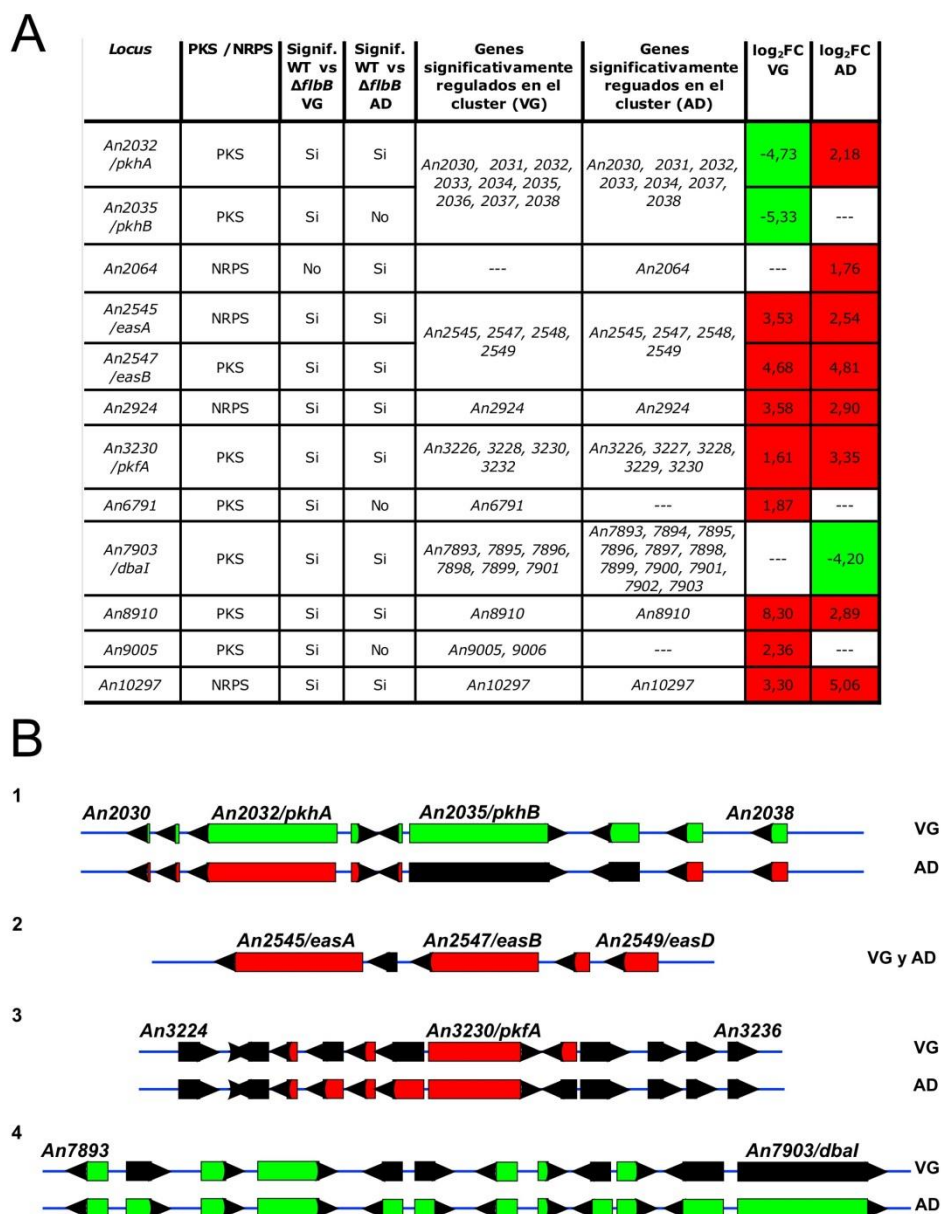 A
Locus PKS / NRPS Signif. WT vs ΔflbB VG Signif. WT vs ΔflbB AD Genes significativamente regulados en el cluster (VG) Genes significativamente reguados en el cluster (AD) log2FC VG log2FC AD
An2032 /pkhA PKS Si Si An2030, 2031, 2032, 2033, 2034, 2035, 2036, 2037, 2038 An2030, 2031, 2032, 2033, 2034, 2037, 2038 -4,73 2,18
An2035 /pkhB PKS Si No -5,33 ---
An2064 NRPS No Si --- An2064 --- 1,76
An2545 /easA NRPS Si Si An2545, 2547, 2548, 2549 An2545, 2547, 2548, 2549 3,53 2,54
An2547 /easB PKS Si Si 4,68 4,81
An2924 NRPS Si Si An2924 An2924 3,58 2,90
An3230 /pkfA PKS Si Si An3226, 3228, 3230, 3232 An3226, 3227, 3228, 3229, 3230 1,61 3,35
An6791 PKS Si No An6791 --- 1,87 ---
An7903 /dbaI PKS Si Si An7893, 7895, 7896, 7898, 7899, 7901 An7893, 7894, 7895, 7896, 7897, 7898, 7899, 7900, 7901, 7902, 7903 --- -4,20
An8910 PKS Si Si An8910 An8910 8,30 2,89
An9005 PKS Si No An9005, 9006 --- 2,36 ---
An10297 NRPS Si Si An10297 An10297 3,30 5,06
B
1
An2030 An2032/pkhA An2035/pkhB An2038
VG
AD
2
An2545/easA An2547/easB An2549/easD
VG y AD
3
An3224 An3230/pkfA An3236
VG
AD
4
An7893 An7903/dbaI
VG
AD